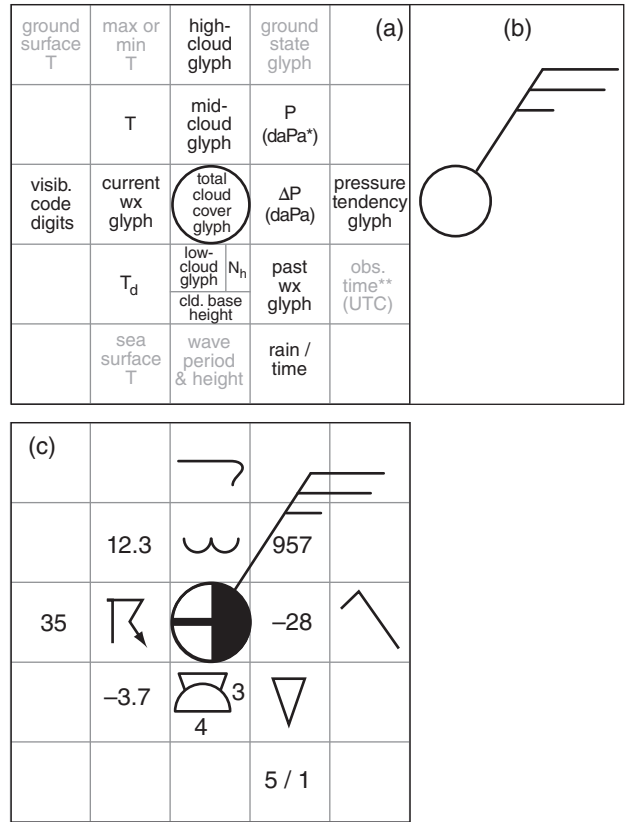 ground
surface
T
max or
min
T
high-
cloud
glyph
ground
state
glyph
(a)
T
mid-
cloud
glyph
P
(daPa*)
visib.
code
digits
current
wx
glyph
total
cloud
cover
glyph
ΔP
(daPa)
pressure
tendency
glyph
Td
low-
cloud
glyph
Nh
cld. base
height
past
wx
glyph
obs.
time**
(UTC)
sea
surface
T
wave
period
& height
rain /
time
(b)
(c)
12.3
957
35
–28
–3.7
3
4
5 / 1